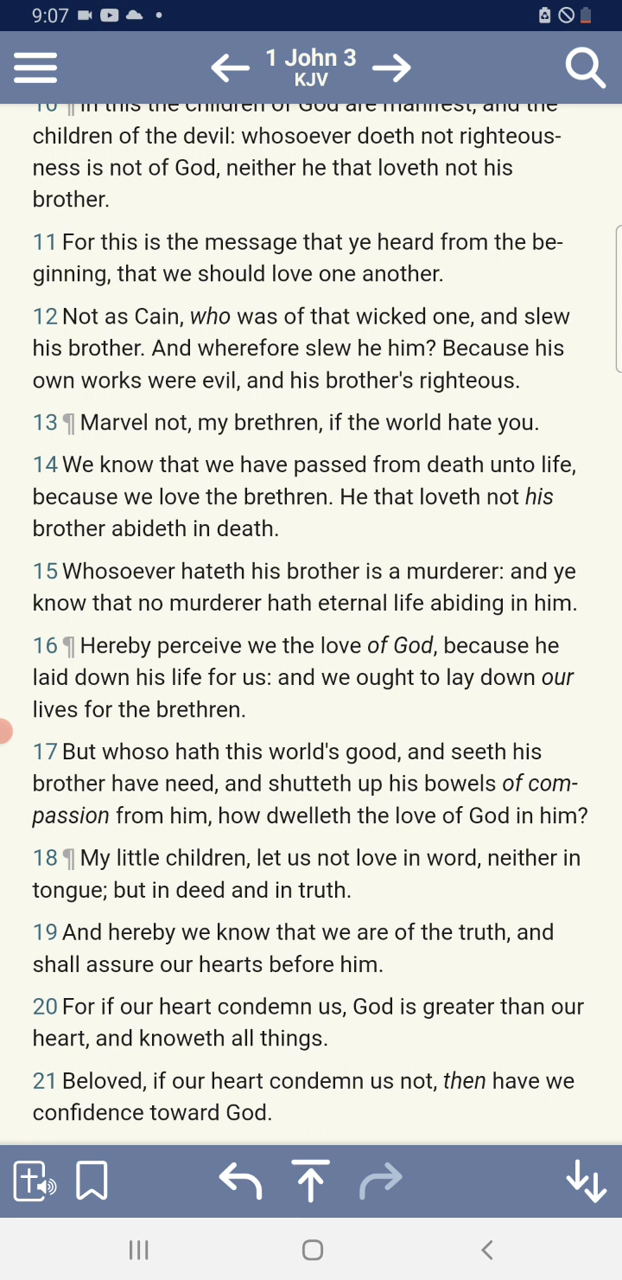 9:07
1 John 3
KJV
10 ¶ In this the children of God are manifest, and the
children of the devil: whosoever doeth not righteous-
ness is not of God, neither he that loveth not his
brother.
11 For this is the message that ye heard from the be-
ginning, that we should love one another.
12 Not as Cain, who was of that wicked one, and slew
his brother. And wherefore slew he him? Because his
own works were evil, and his brother's righteous.
13 ¶ Marvel not, my brethren, if the world hate you.
14 We know that we have passed from death unto life,
because we love the brethren. He that loveth not his
brother abideth in death.
15 Whosoever hateth his brother is a murderer: and ye
know that no murderer hath eternal life abiding in him.
16 ¶ Hereby perceive we the love of God, because he
laid down his life for us: and we ought to lay down our
lives for the brethren.
17 But whoso hath this world's good, and seeth his
brother have need, and shutteth up his bowels of com-
passion from him, how dwelleth the love of God in him?
18 ¶ My little children, let us not love in word, neither in
tongue; but in deed and in truth.
19 And hereby we know that we are of the truth, and
shall assure our hearts before him.
20 For if our heart condemn us, God is greater than our
heart, and knoweth all things.
21 Beloved, if our heart condemn us not, then have we
confidence toward God.